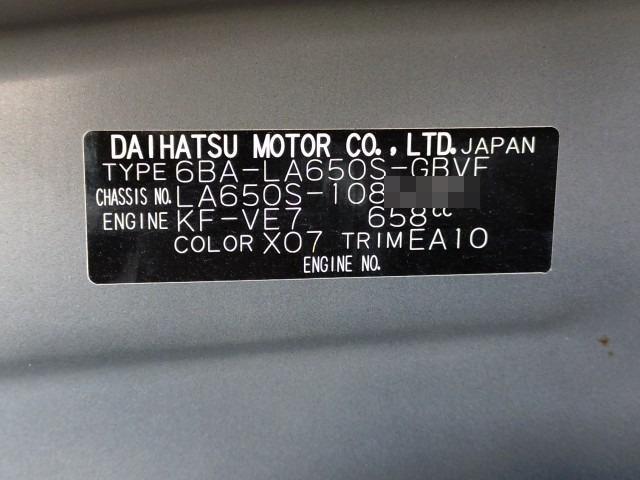 DAIHATSU MOTOR CO., LTD. JAPAN
TYPE 6BA-LA650S-GBVF
CHASSIS NO. LA650S-108
ENGINE KF-VE7 658cc
COLOR X07 TRIM EA10
ENGINE NO.